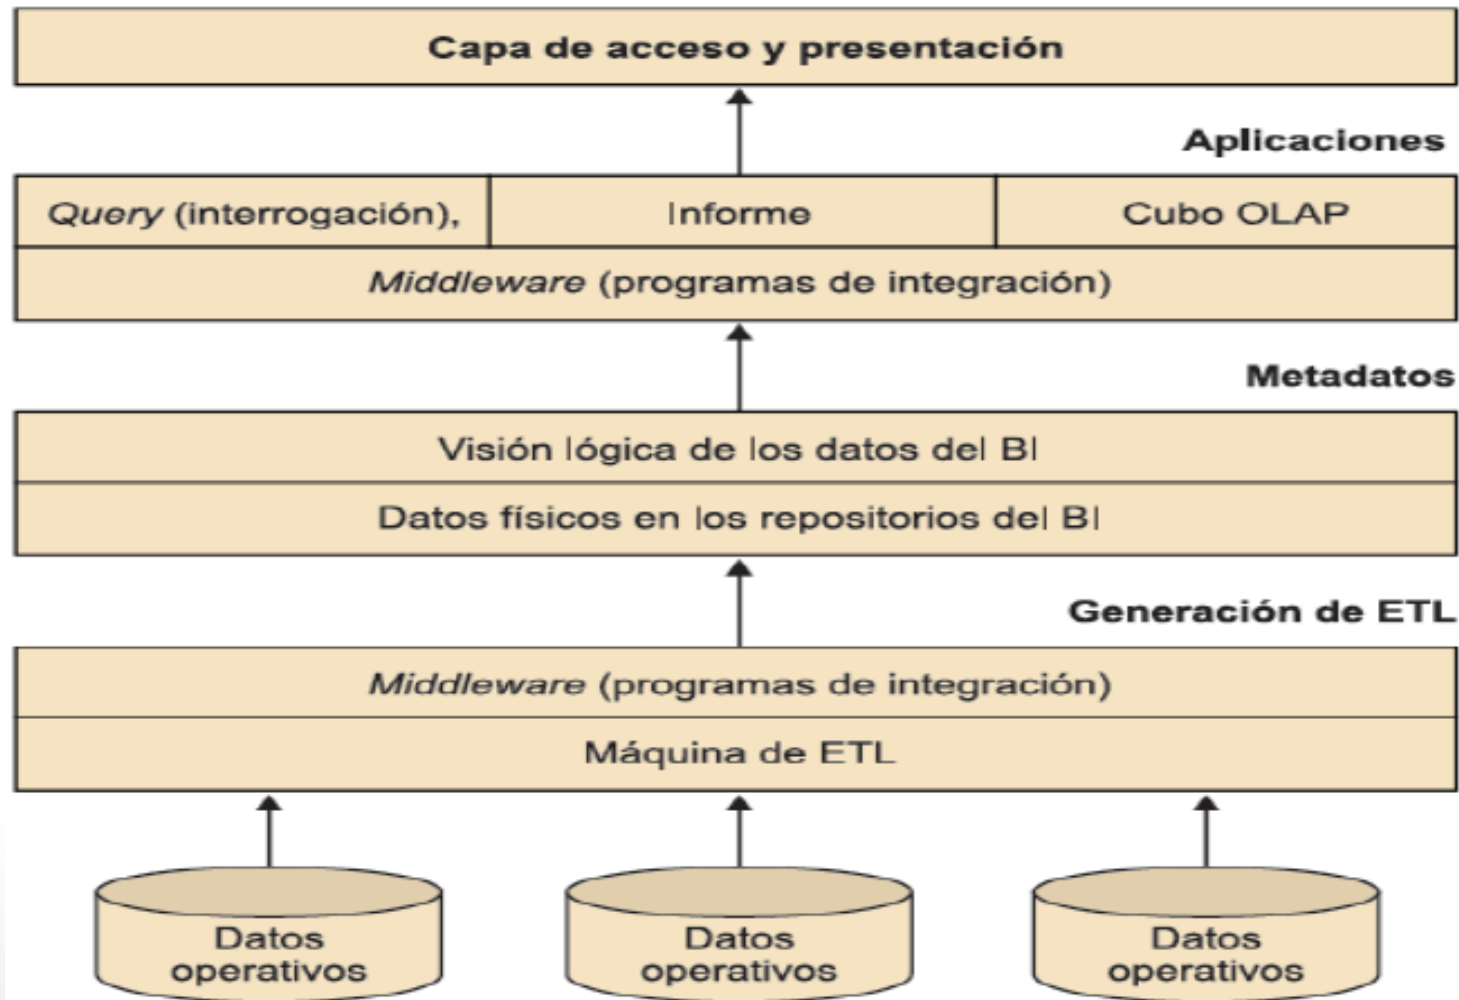 Capa de acceso y presentación
Aplicaciones
Query (interrogación),
Informe
Cubo OLAP
Middleware (programas de integración)
Metadatos
Visión lógica de los datos del BI
Datos físicos en los repositorios del BI
Generación de ETL
Middleware (programas de integración)
Máquina de ETL
Datos
operativos
Datos
operativos
Datos
operativos